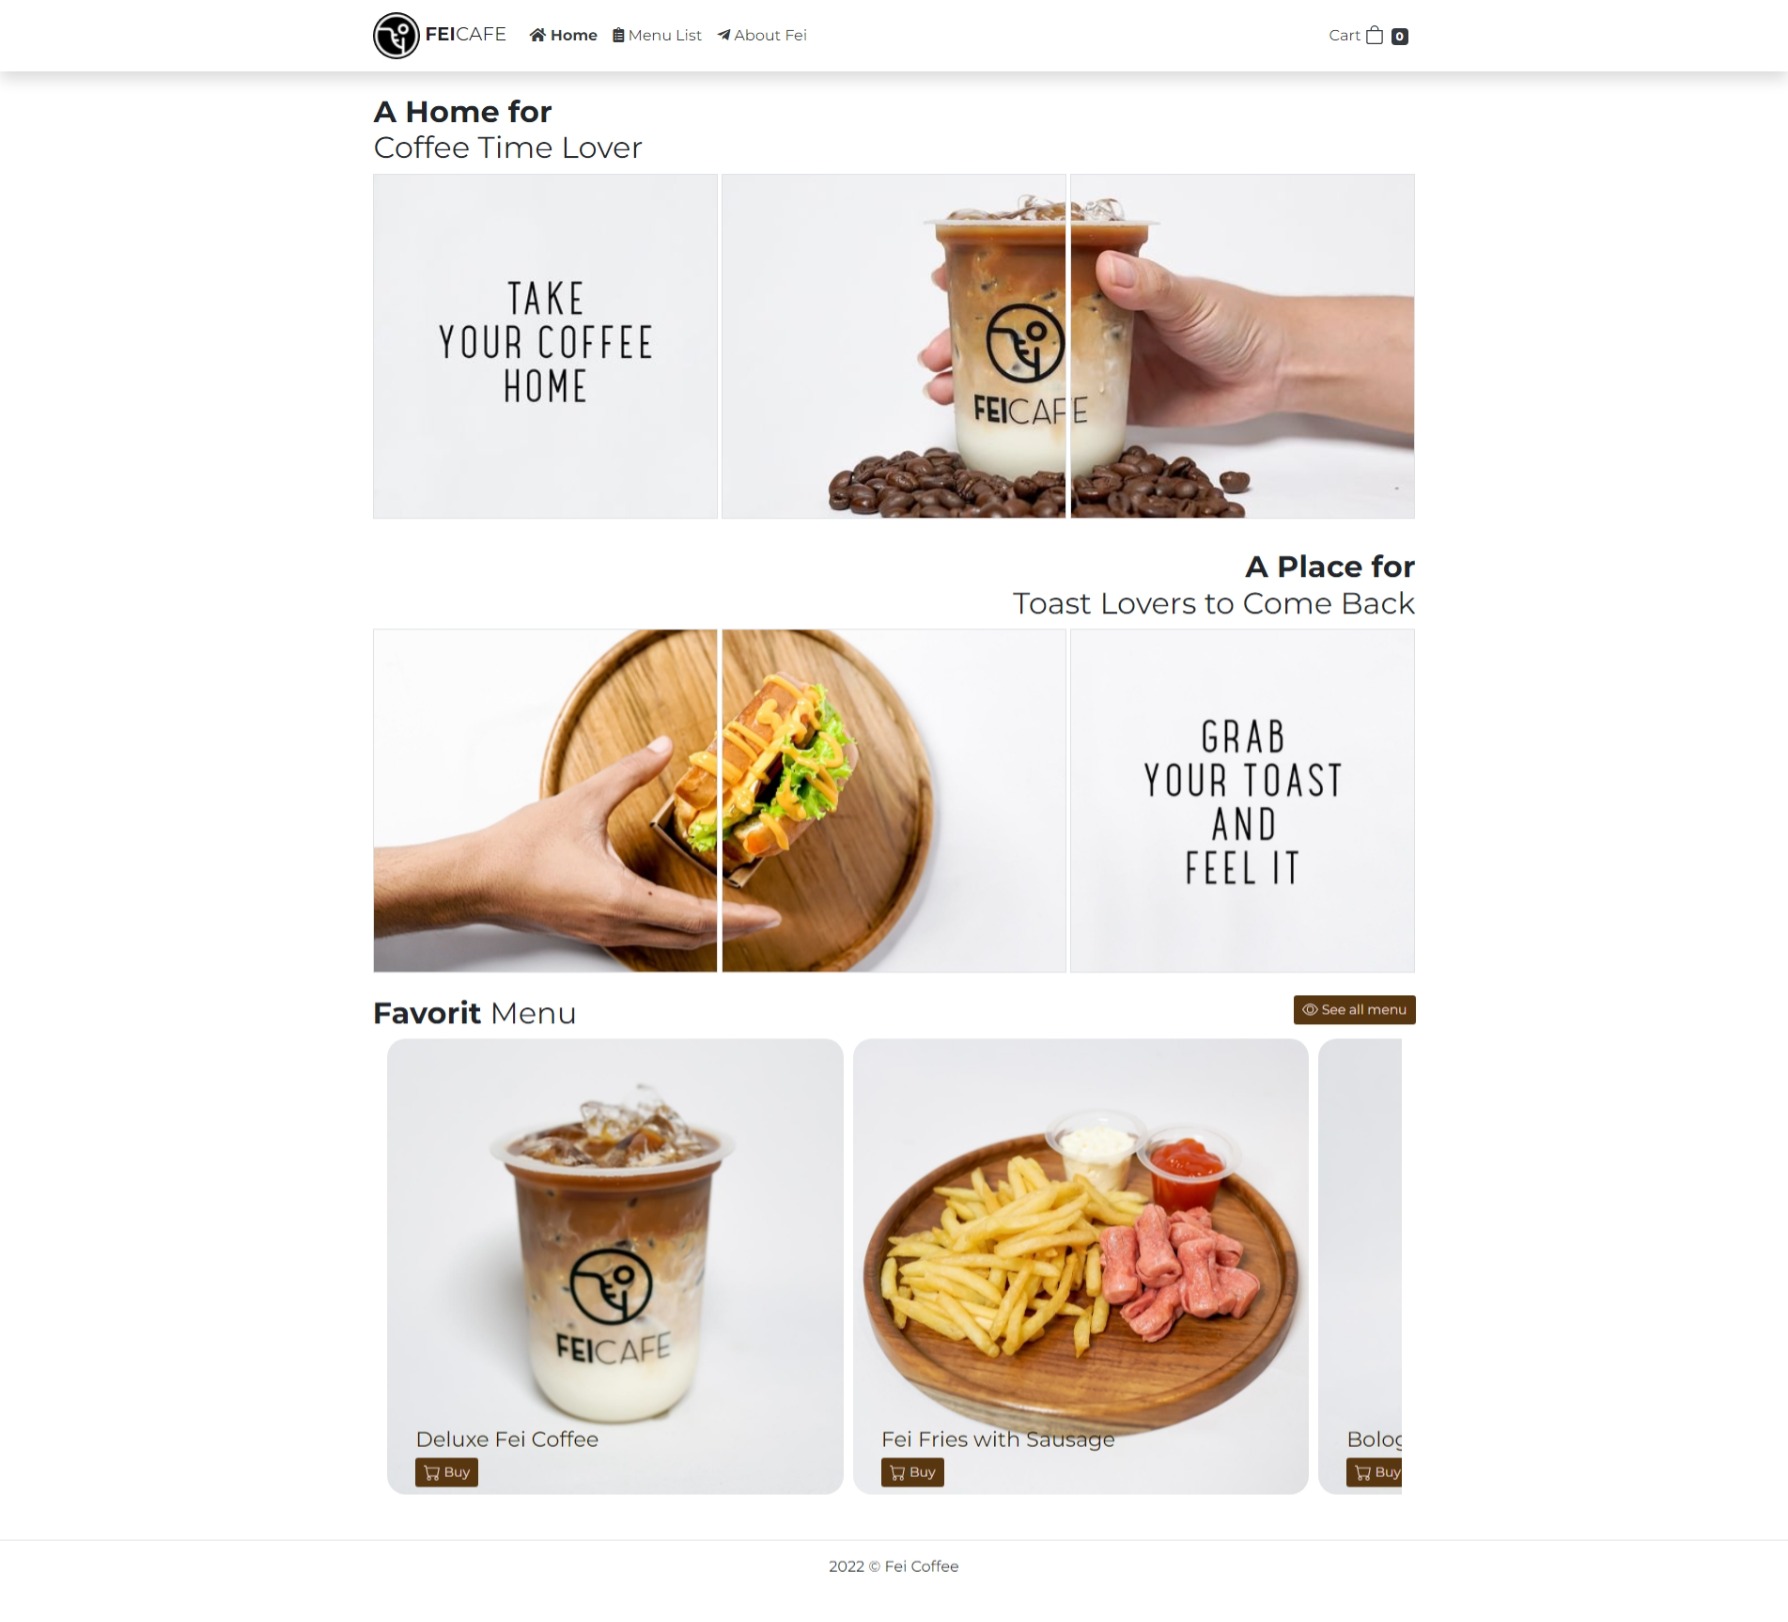 FEICAFE
Home
Menu List
About Fei
Cart 0
A Home for
Coffee Time Lover
TAKE
YOUR COFFEE
HOME
FEICAFE
A Place for
Toast Lovers to Come Back
GRAB
YOUR TOAST
AND
FEEL IT
Favorit Menu
See all menu
FEICAFE
Deluxe Fei Coffee
Buy
Fei Fries with Sausage
Buy
Bolog
Buy
2022 © Fei Coffee